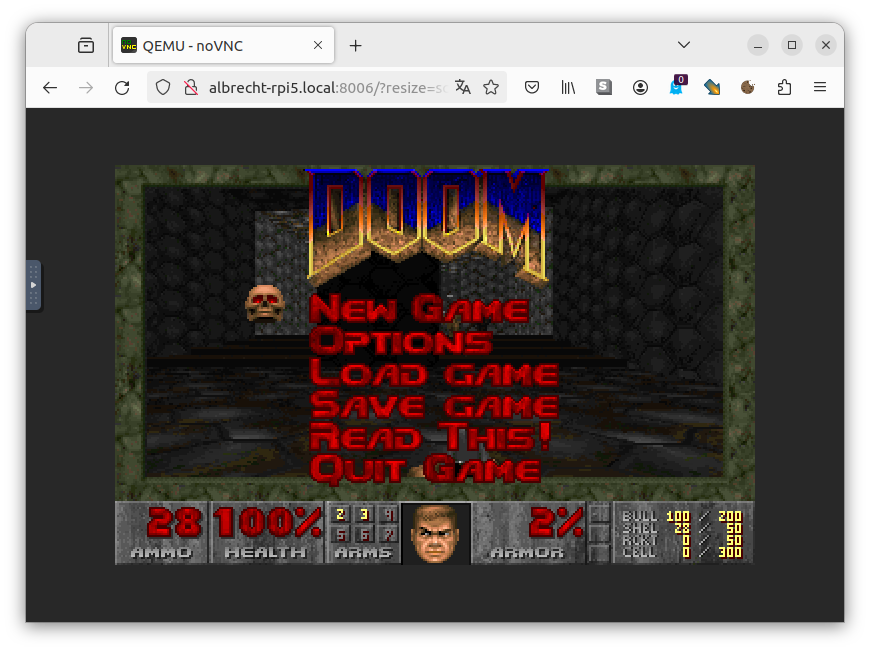 QEMU - noVNC
albrecht-rpi5.local:8006/?resize=sc
0
DOOM
New Game
Options
Load game
Save game
Read This!
Quit Game
28 100% 2 3 4 5 6 7 2%
AMMO HEALTH ARMS ARMOR
BULL 100 / 200
SHEL 28 / 50
RCKT 0 / 50
CELL 0 / 300